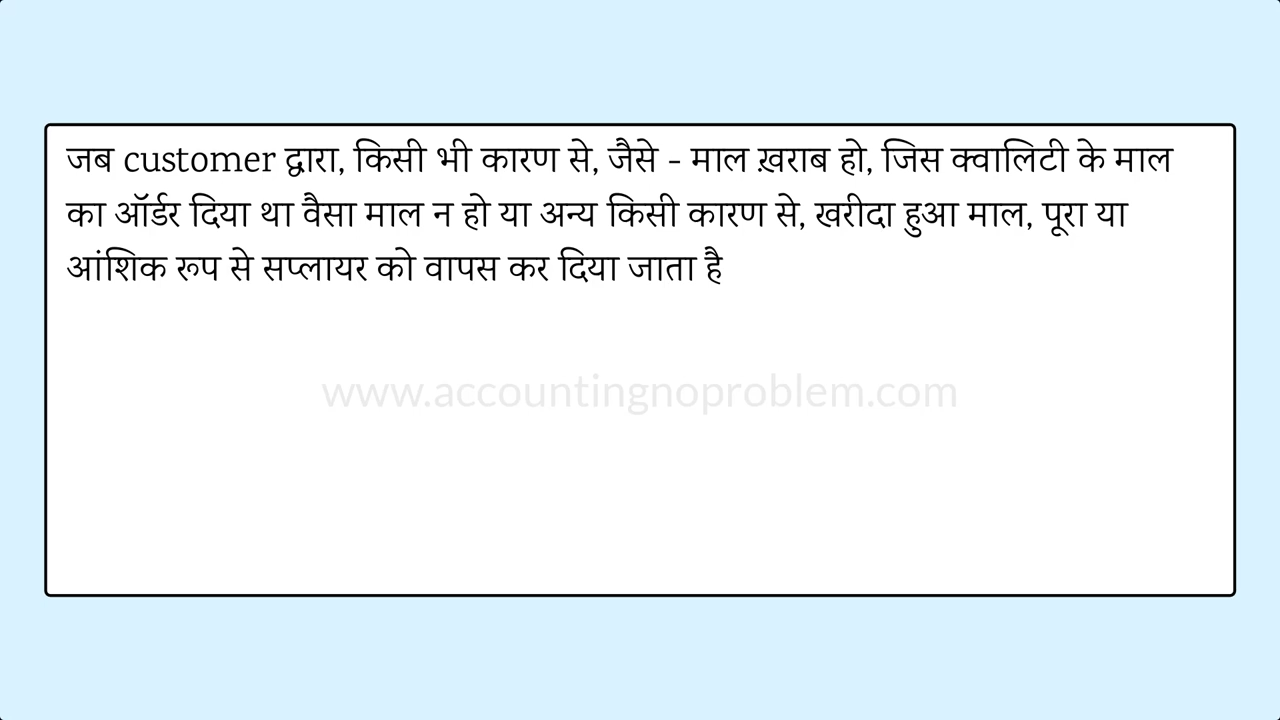 जब customer द्वारा, किसी भी कारण से, जैसे - माल ख़राब हो, जिस क्वालिटी के माल
का ऑर्डर दिया था वैसा माल न हो या अन्य किसी कारण से, खरीदा हुआ माल, पूरा या
आंशिक रूप से सप्लायर को वापस कर दिया जाता है
www.accountingnoproblem.com